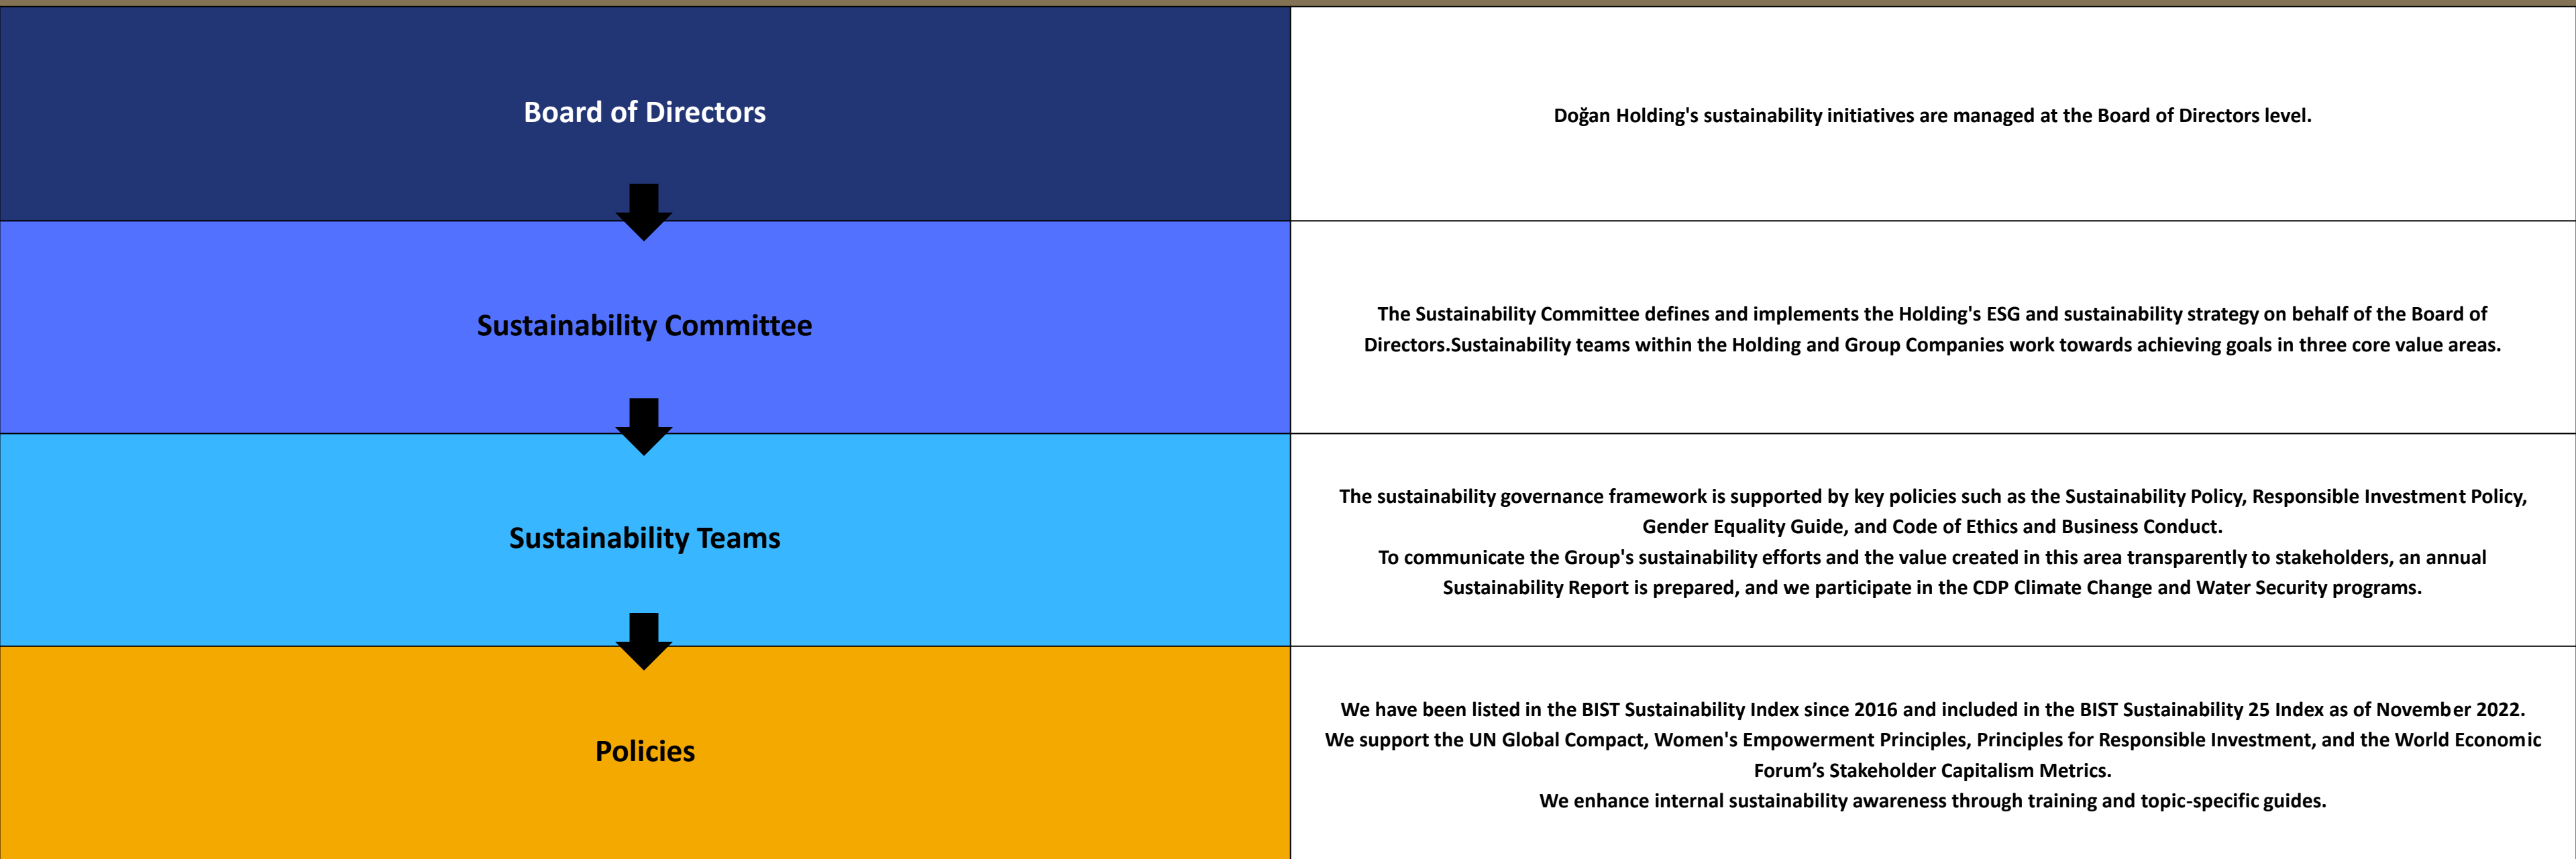 Board of Directors
Doğan Holding's sustainability initiatives are managed at the Board of Directors level.
Sustainability Committee
The Sustainability Committee defines and implements the Holding's ESG and sustainability strategy on behalf of the Board of
Directors.Sustainability teams within the Holding and Group Companies work towards achieving goals in three core value areas.
Sustainability Teams
The sustainability governance framework is supported by key policies such as the Sustainability Policy, Responsible Investment Policy,
Gender Equality Guide, and Code of Ethics and Business Conduct.
To communicate the Group's sustainability efforts and the value created in this area transparently to stakeholders, an annual
Sustainability Report is prepared, and we participate in the CDP Climate Change and Water Security programs.
Policies
We have been listed in the BIST Sustainability Index since 2016 and included in the BIST Sustainability 25 Index as of November 2022.
We support the UN Global Compact, Women's Empowerment Principles, Principles for Responsible Investment, and the World Economic
Forum’s Stakeholder Capitalism Metrics.
We enhance internal sustainability awareness through training and topic-specific guides.